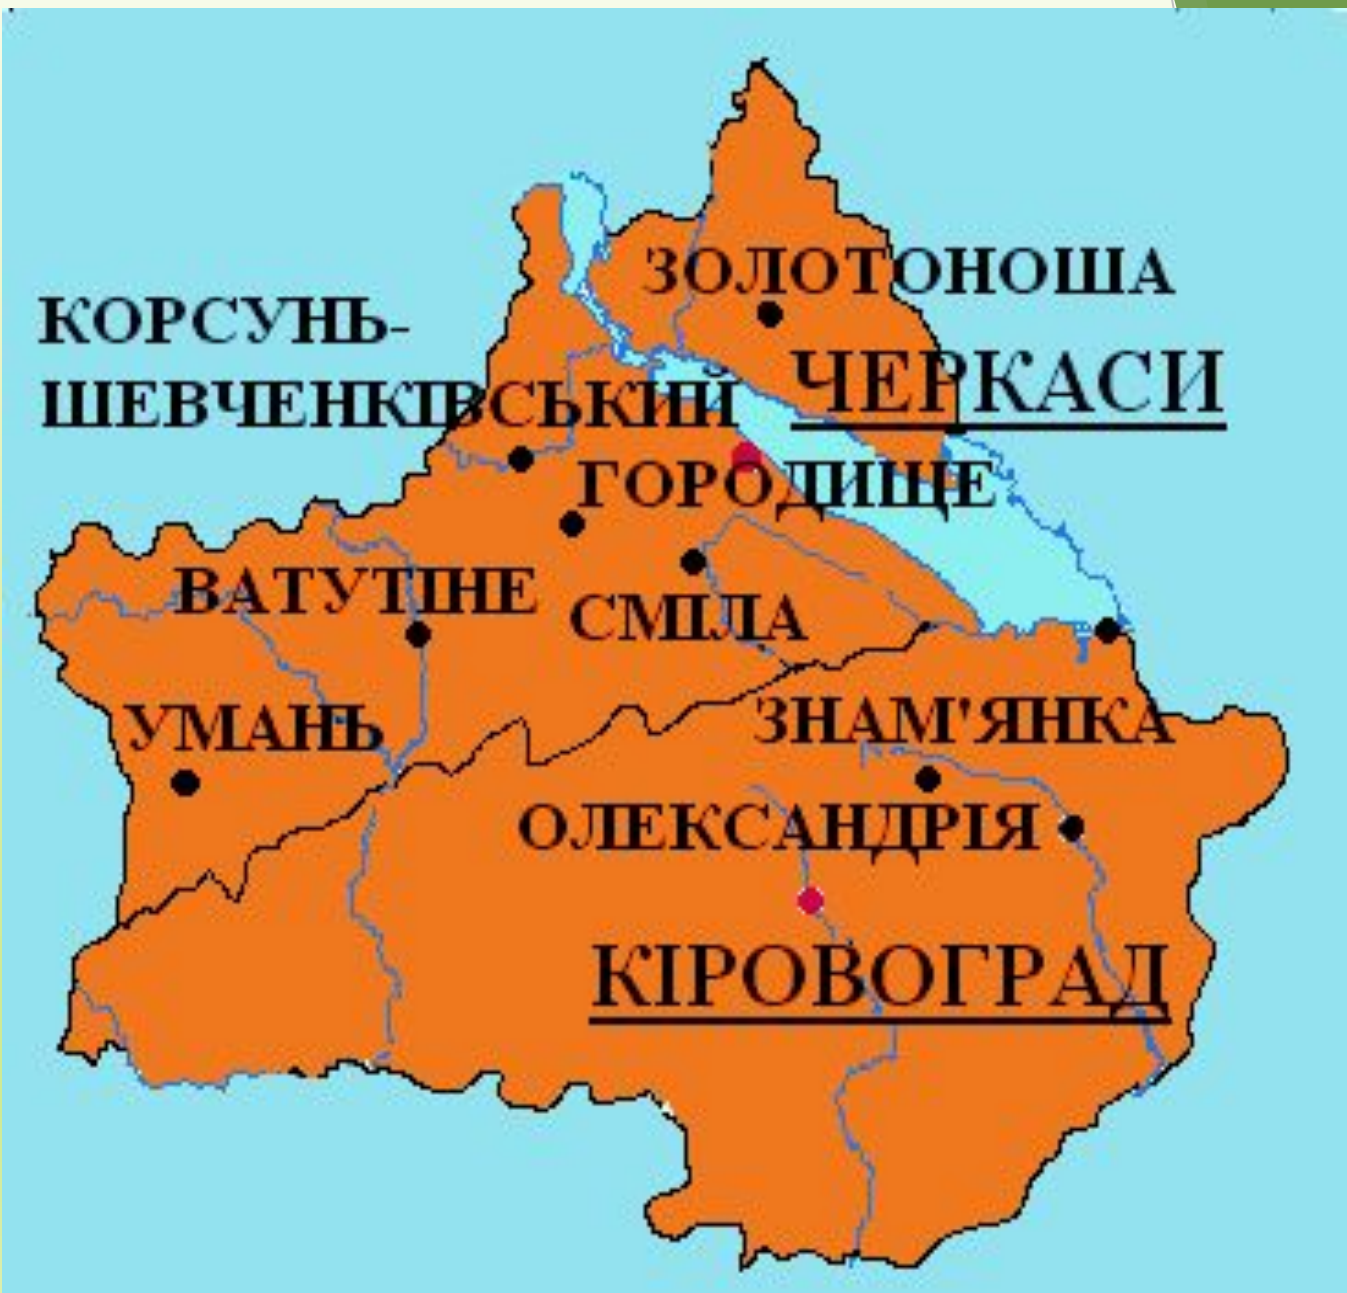 ЗОЛОТОНОША
КОРСУНЬ-
ШЕВЧЕНКІВСЬКИЙ
ЧЕРКАСИ
ГОРОДИЩЕ
ВАТУТІНЕ
СМІЛА
УМАНЬ
ЗНАМ'ЯНКА
ОЛЕКСАНДРІЯ
КІРОВОГРАД